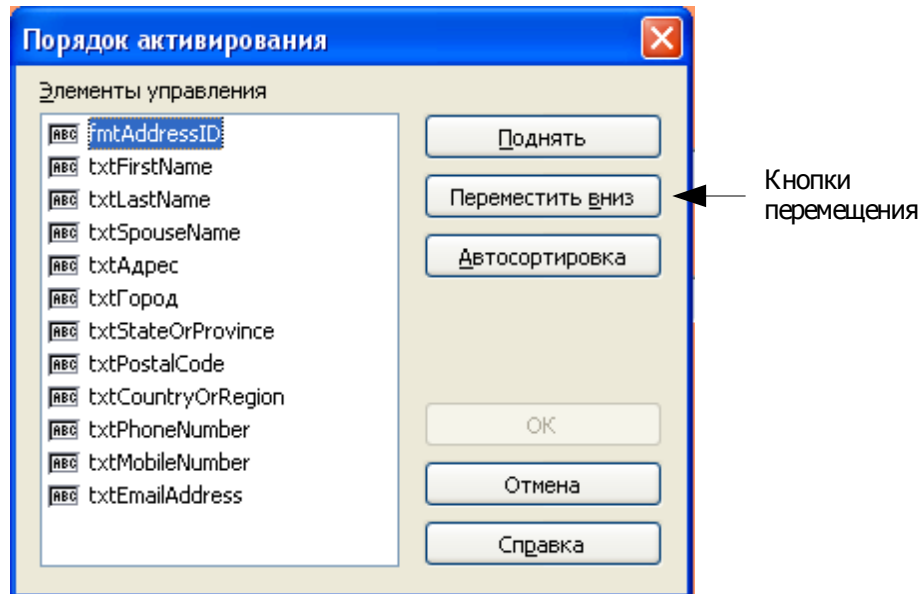 Порядок активирования
Элементы управления
fmtAddressID
txtFirstName
txtLastName
txtSpouseName
txtАдрес
txtГород
txtStateOrProvince
txtPostalCode
txtCountryOrRegion
txtPhoneNumber
txtMobileNumber
txtEmailAddress
Поднять
Переместить вниз
Автосортировка
OK
Отмена
Справка
Кнопки
перемещения